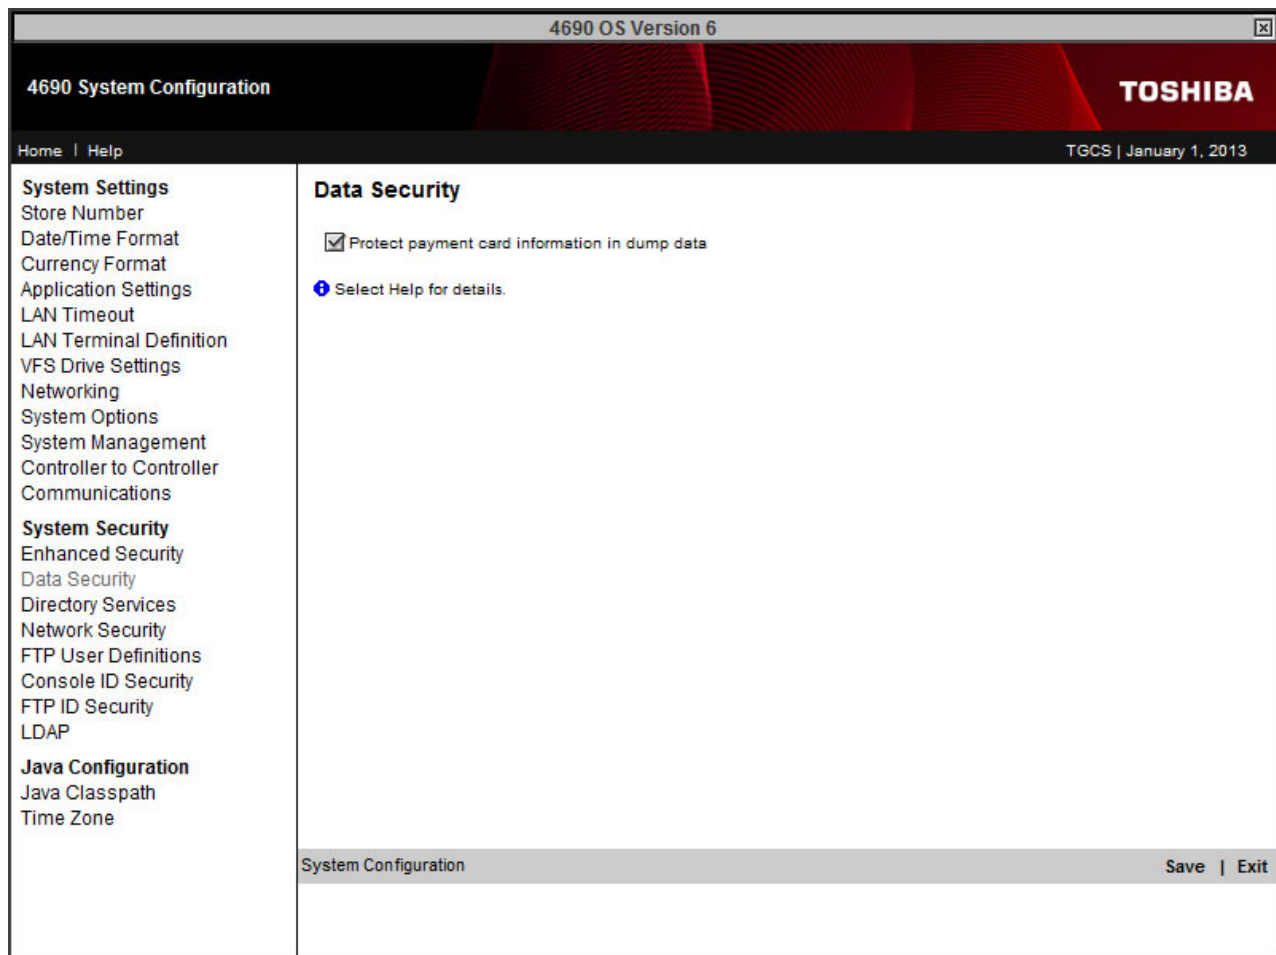 4690 OS Version 6
4690 System Configuration
TOSHIBA
Home | Help
TGCS | January 1, 2013
System Settings
Store Number
Date/Time Format
Currency Format
Application Settings
LAN Timeout
LAN Terminal Definition
VFS Drive Settings
Networking
System Options
System Management
Controller to Controller
Communications
System Security
Enhanced Security
Data Security
Directory Services
Network Security
FTP User Definitions
Console ID Security
FTP ID Security
LDAP
Java Configuration
Java Classpath
Time Zone
Data Security
Protect payment card information in dump data
Select Help for details.
System Configuration
Save | Exit